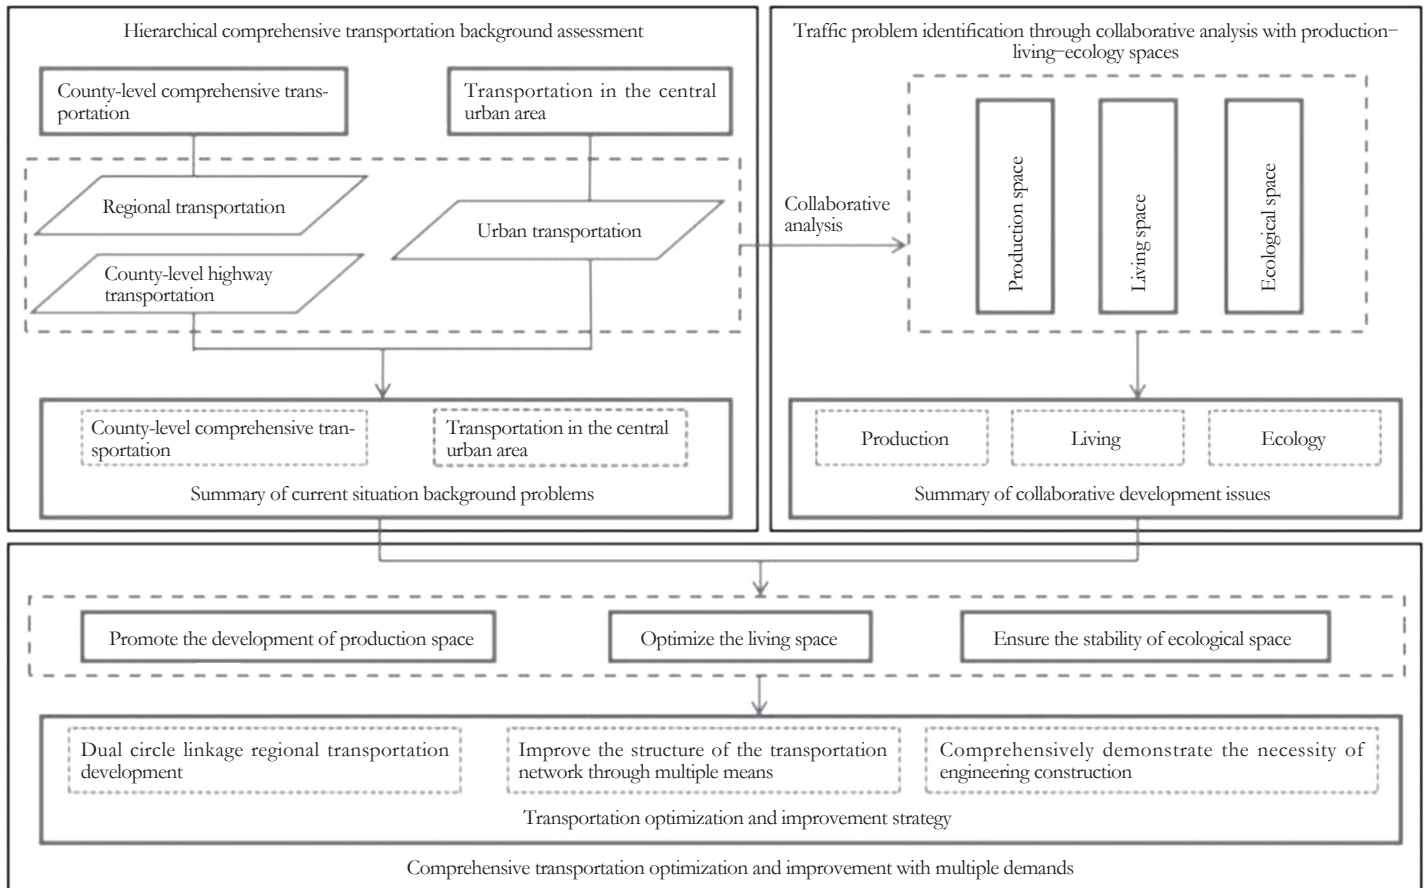 Hierarchical comprehensive transportation background assessment
County-level comprehensive trans-
portation
Transportation in the central
urban area
Regional transportation
Urban transportation
County-level highway
transportation
County-level comprehensive tran-
sportation
Transportation in the central
urban area
Summary of current situation background problems
Collaborative
analysis
Traffic problem identification through collaborative analysis with production−
living−ecology spaces
Production space
Living space
Ecological space
Production
Living
Ecology
Summary of collaborative development issues
Promote the development of production space
Optimize the living space
Ensure the stability of ecological space
Dual circle linkage regional transportation
development
Improve the structure of the transportation
network through multiple means
Comprehensively demonstrate the necessity of
engineering construction
Transportation optimization and improvement strategy
Comprehensive transportation optimization and improvement with multiple demands